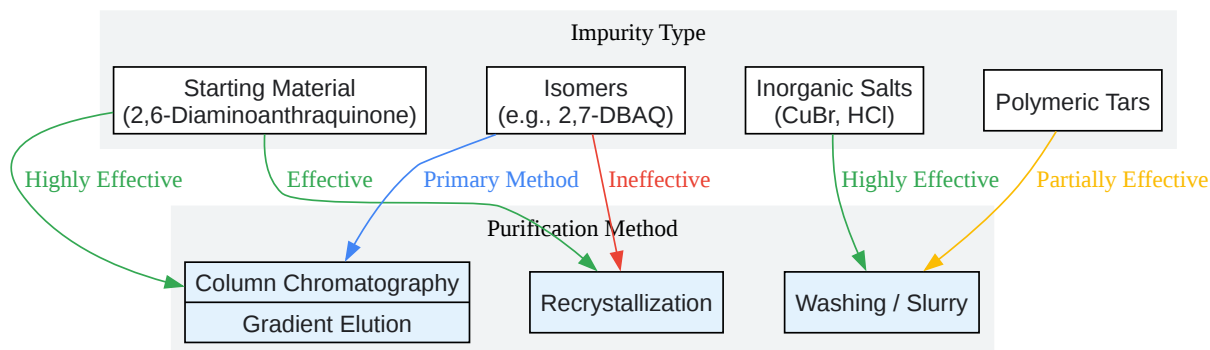 Impurity Type
Starting Material
(2,6-Diaminoanthraquinone)
Isomers
(e.g., 2,7-DBAQ)
Inorganic Salts
(CuBr, HCl)
Polymeric Tars
Highly Effective
Effective
Primary Method
Ineffective
Highly Effective
Partially Effective
Purification Method
Column Chromatography
Gradient Elution
Recrystallization
Washing / Slurry